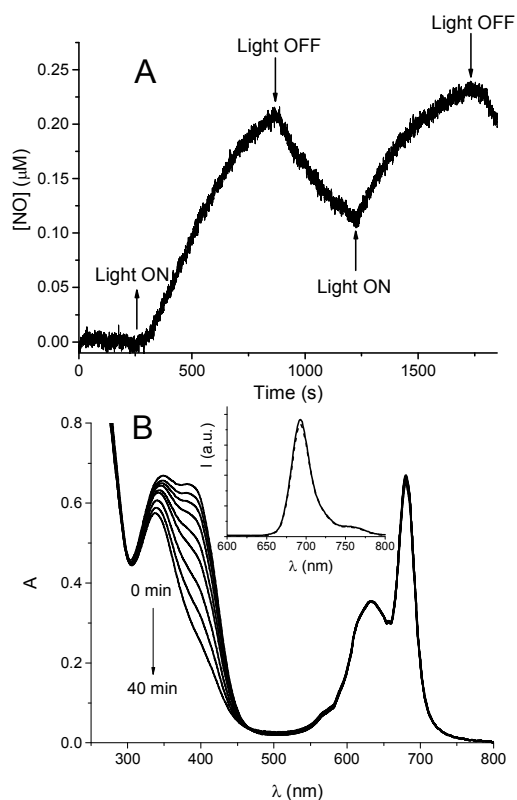 A
Light OFF
Light OFF
0.25
0.20
0.15
0.10
0.05
0.00
[NO] (μM)
Light ON
Light ON
0
500
1000
1500
Time (s)
B
0.8
0.6
0.4
0.2
0.0
A
0 min
40 min
I (a.u.)
600
650
700
750
800
λ (nm)
300
400
500
600
700
800
λ (nm)